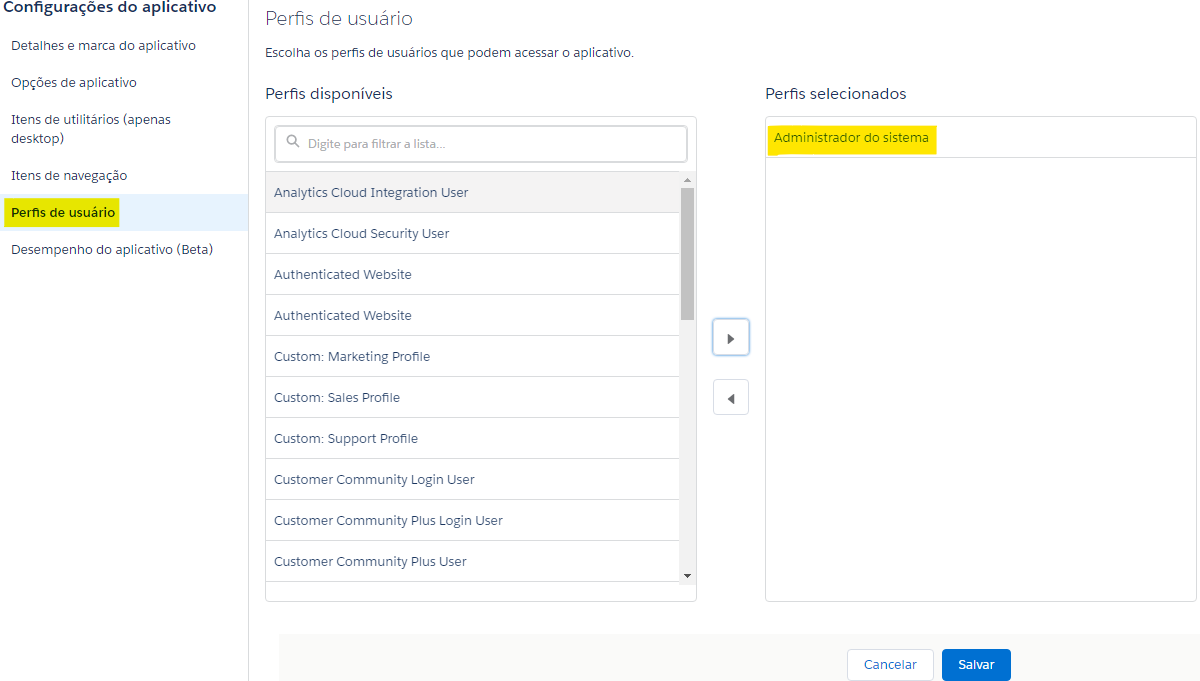 Configurações do aplicativo
Detalhes e marca do aplicativo
Opções de aplicativo
Itens de utilitários (apenas
desktop)
Itens de navegação
Perfis de usuário
Desempenho do aplicativo (Beta)
Perfis de usuário
Escolha os perfis de usuários que podem acessar o aplicativo.
Perfis disponíveis
Digite para filtrar a lista...
Analytics Cloud Integration User
Analytics Cloud Security User
Authenticated Website
Authenticated Website
Custom: Marketing Profile
Custom: Sales Profile
Custom: Support Profile
Customer Community Login User
Customer Community Plus Login User
Customer Community Plus User
Perfis selecionados
Administrador do sistema
Cancelar
Salvar